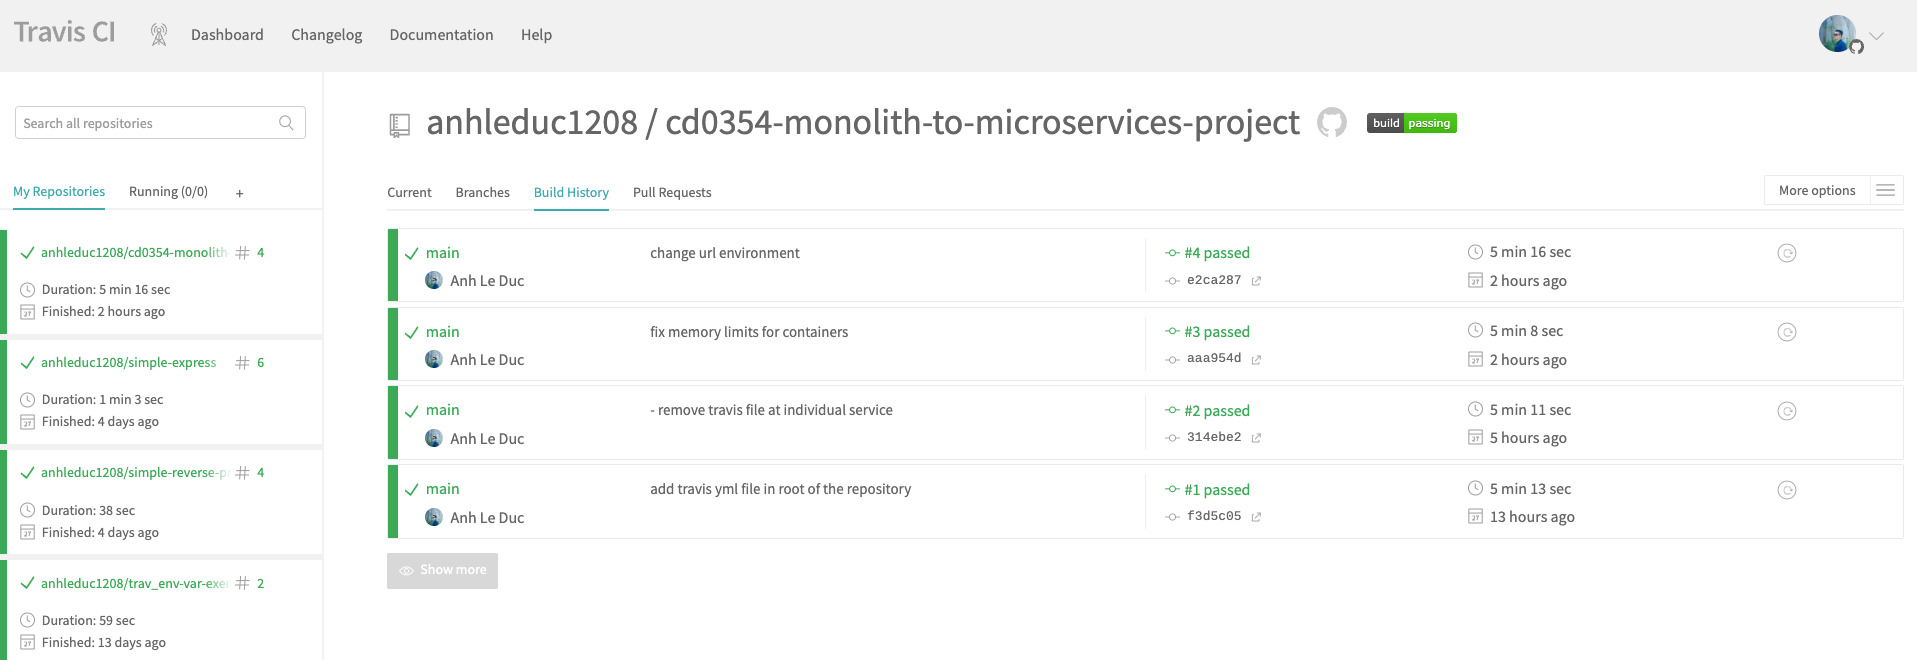 Travis CI
Dashboard
Changelog
Documentation
Help
Search all repositories
My Repositories
Running (0/0)
+
anhleduc1208/cd0354-monolith
# 4
Duration: 5 min 16 sec
Finished: 2 hours ago
anhleduc1208/simple-express
# 6
Duration: 1 min 3 sec
Finished: 4 days ago
anhleduc1208/simple-reverse-p
# 4
Duration: 38 sec
Finished: 4 days ago
anhleduc1208/trav_env-var-exe
# 2
Duration: 59 sec
Finished: 13 days ago
anhleduc1208 / cd0354-monolith-to-microservices-project
build passing
Current
Branches
Build History
Pull Requests
More options
main
change url environment
#4 passed
5 min 16 sec
Anh Le Duc
e2ca287
2 hours ago
main
fix memory limits for containers
#3 passed
5 min 8 sec
Anh Le Duc
aaa954d
2 hours ago
main
- remove travis file at individual service
#2 passed
5 min 11 sec
Anh Le Duc
314ebe2
5 hours ago
main
add travis yml file in root of the repository
#1 passed
5 min 13 sec
Anh Le Duc
f3d5c05
13 hours ago
Show more